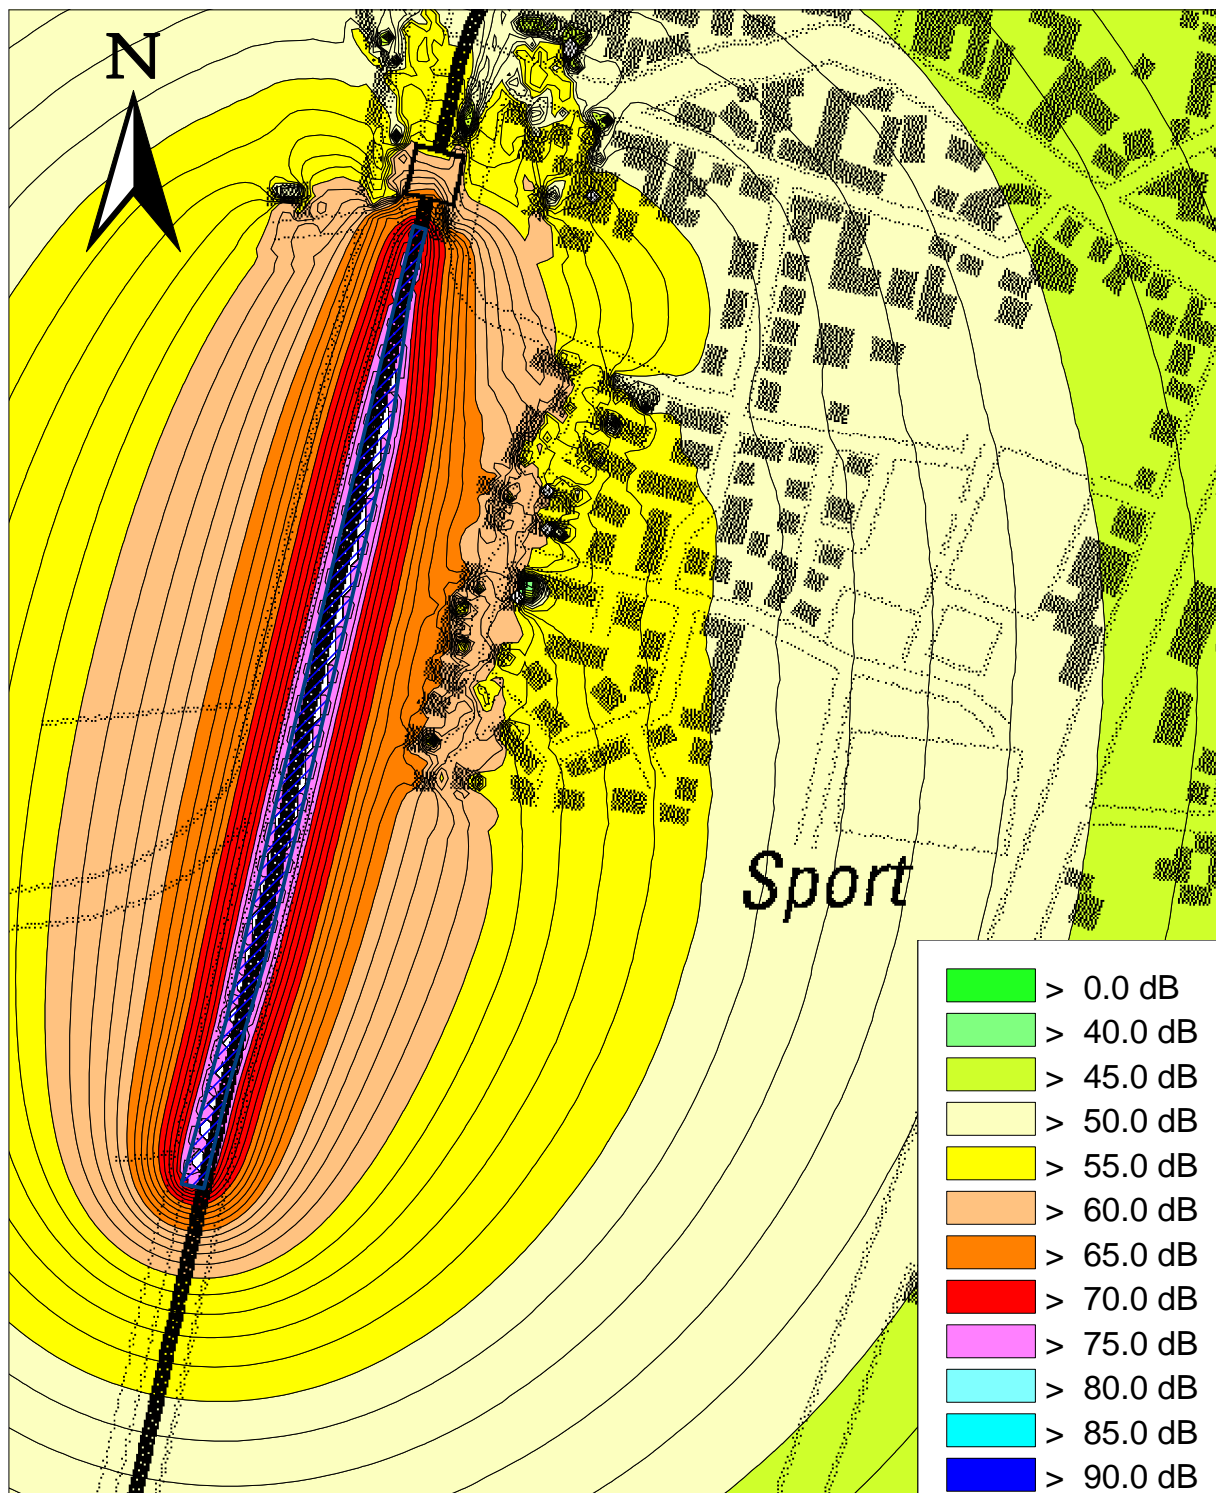 N
Sport
> 0.0 dB
> 40.0 dB
> 45.0 dB
> 50.0 dB
> 55.0 dB
> 60.0 dB
> 65.0 dB
> 70.0 dB
> 75.0 dB
> 80.0 dB
> 85.0 dB
> 90.0 dB